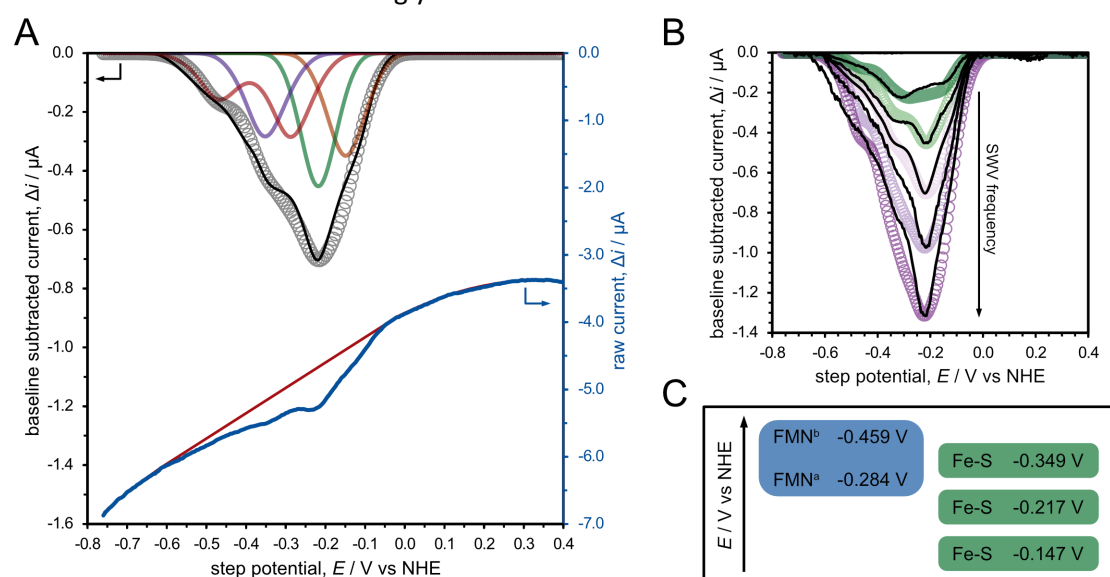 A
0.0
-0.2
-0.4
-0.6
-0.8
-1.0
-1.2
-1.4
-1.6
baseline subtracted current, Δi / µA
-0.8 -0.7 -0.6 -0.5 -0.4 -0.3 -0.2 -0.1 0.0 0.1 0.2 0.3 0.4
step potential, E / V vs NHE
0.0
-1.0
-2.0
-3.0
-4.0
-5.0
-6.0
-7.0
raw current, Δi / µA
B
0.0
-0.2
-0.4
-0.6
-0.8
-1.0
-1.2
-1.4
baseline subtracted current, Δi / µA
SWV frequency
-0.8 -0.6 -0.4 -0.2 0.0 0.2 0.4
step potential, E / V vs NHE
C
E / V vs NHE
FMNᵇ -0.459 V
FMNᵃ -0.284 V
Fe-S -0.349 V
Fe-S -0.217 V
Fe-S -0.147 V